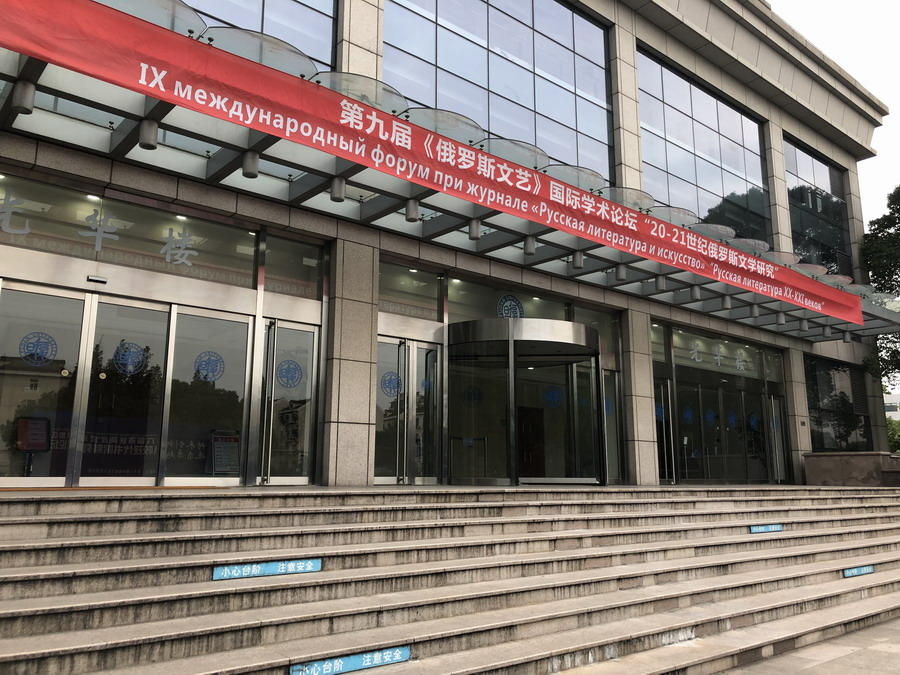 第九届《俄罗斯文艺》国际学术论坛 “20-21世纪俄罗斯文学研究”
IX международный форум при журнале «Русская литература и искусство» “Русская литература XX-XXI веков”
光华楼
光华楼
小心台阶 注意安全
小心台阶 注意安全